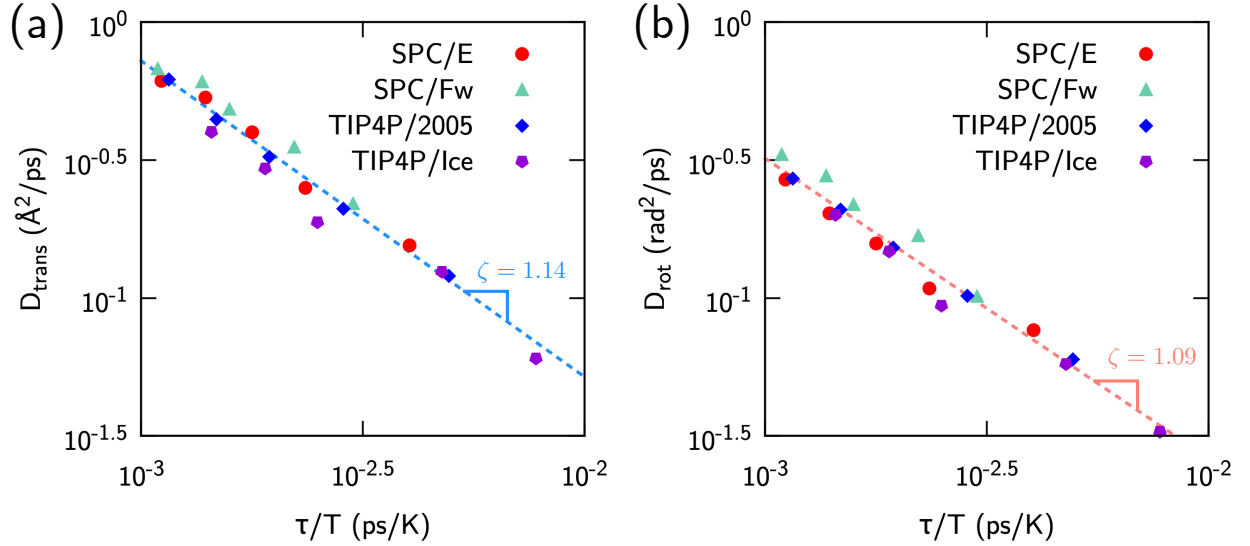 (a)
10^0
10^-0.5
10^-1
10^-1.5
D_trans (Å^2/ps)
SPC/E
SPC/Fw
TIP4P/2005
TIP4P/Ice
ζ = 1.14
10^-3
10^-2.5
10^-2
τ/T (ps/K)
(b)
10^0
10^-0.5
10^-1
10^-1.5
D_rot (rad^2/ps)
SPC/E
SPC/Fw
TIP4P/2005
TIP4P/Ice
ζ = 1.09
10^-3
10^-2.5
10^-2
τ/T (ps/K)